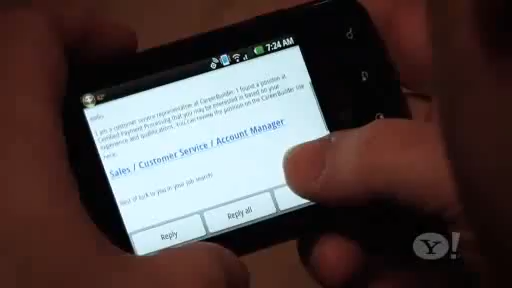 7:24 AM
Hello,
I am a customer service representative at CareerBuilder. I found a position at
Certified Payment Processing that you may be interested in based on your
experience and qualifications. You can review the position on the CareerBuilder site
here:
Sales / Customer Service / Account Manager
Best of luck to you in your job search!
Reply
Reply all
Y!